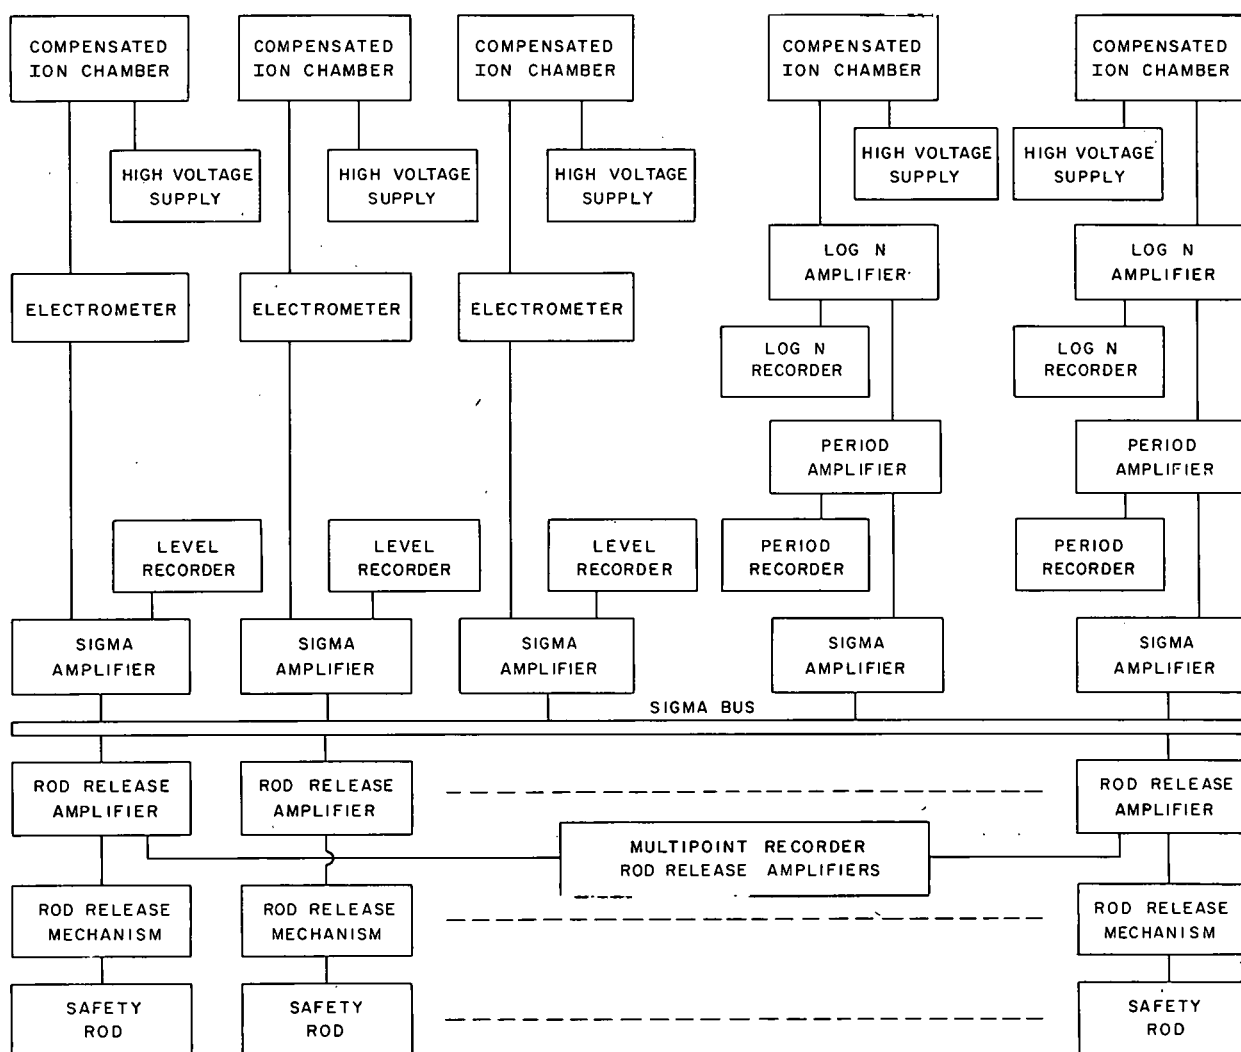 COMPENSATED
ION CHAMBER
COMPENSATED
ION CHAMBER
COMPENSATED
ION CHAMBER
COMPENSATED
ION CHAMBER
COMPENSATED
ION CHAMBER
HIGH VOLTAGE
SUPPLY
HIGH VOLTAGE
SUPPLY
HIGH VOLTAGE
SUPPLY
HIGH VOLTAGE
SUPPLY
HIGH VOLTAGE
SUPPLY
LOG N
AMPLIFIER
LOG N
AMPLIFIER
ELECTROMETER
ELECTROMETER
ELECTROMETER
LOG N
RECORDER
LOG N
RECORDER
PERIOD
AMPLIFIER
PERIOD
AMPLIFIER
LEVEL
RECORDER
LEVEL
RECORDER
LEVEL
RECORDER
PERIOD
RECORDER
PERIOD
RECORDER
SIGMA
AMPLIFIER
SIGMA
AMPLIFIER
SIGMA
AMPLIFIER
SIGMA
AMPLIFIER
SIGMA
AMPLIFIER
SIGMA BUS
ROD RELEASE
AMPLIFIER
ROD RELEASE
AMPLIFIER
ROD RELEASE
AMPLIFIER
MULTIPOINT RECORDER
ROD RELEASE AMPLIFIERS
ROD RELEASE
MECHANISM
ROD RELEASE
MECHANISM
ROD RELEASE
MECHANISM
SAFETY
ROD
SAFETY
ROD
SAFETY
ROD